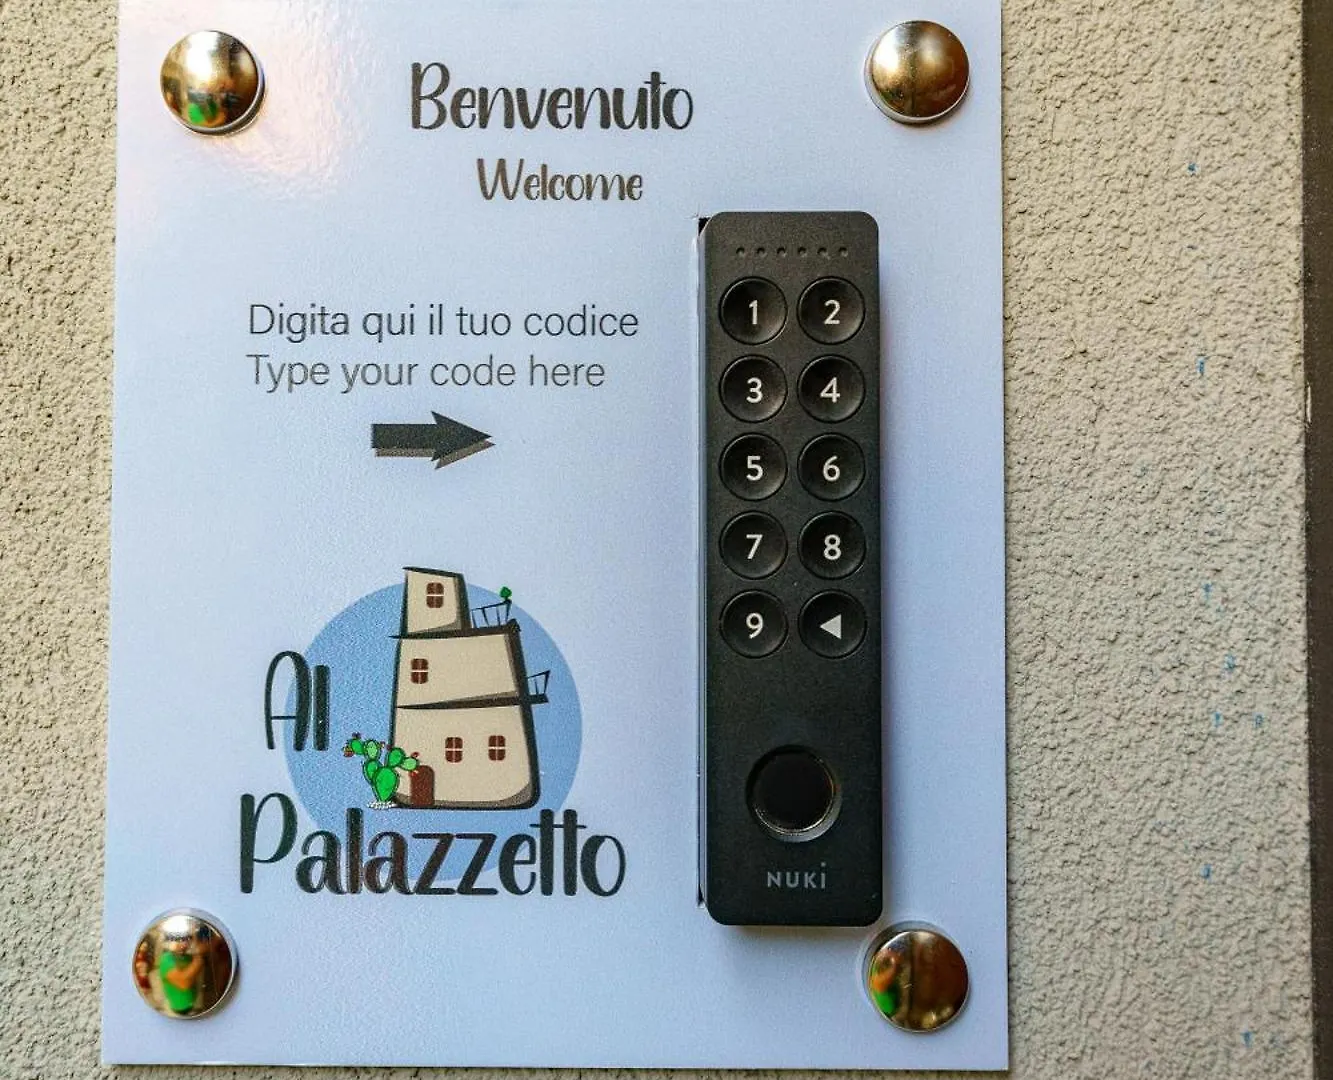 Benvenuto
Welcome
Digita qui il tuo codice
Type your code here
1 2
3 4
5 6
7 8
9
NUKI
Al
Palazzetto